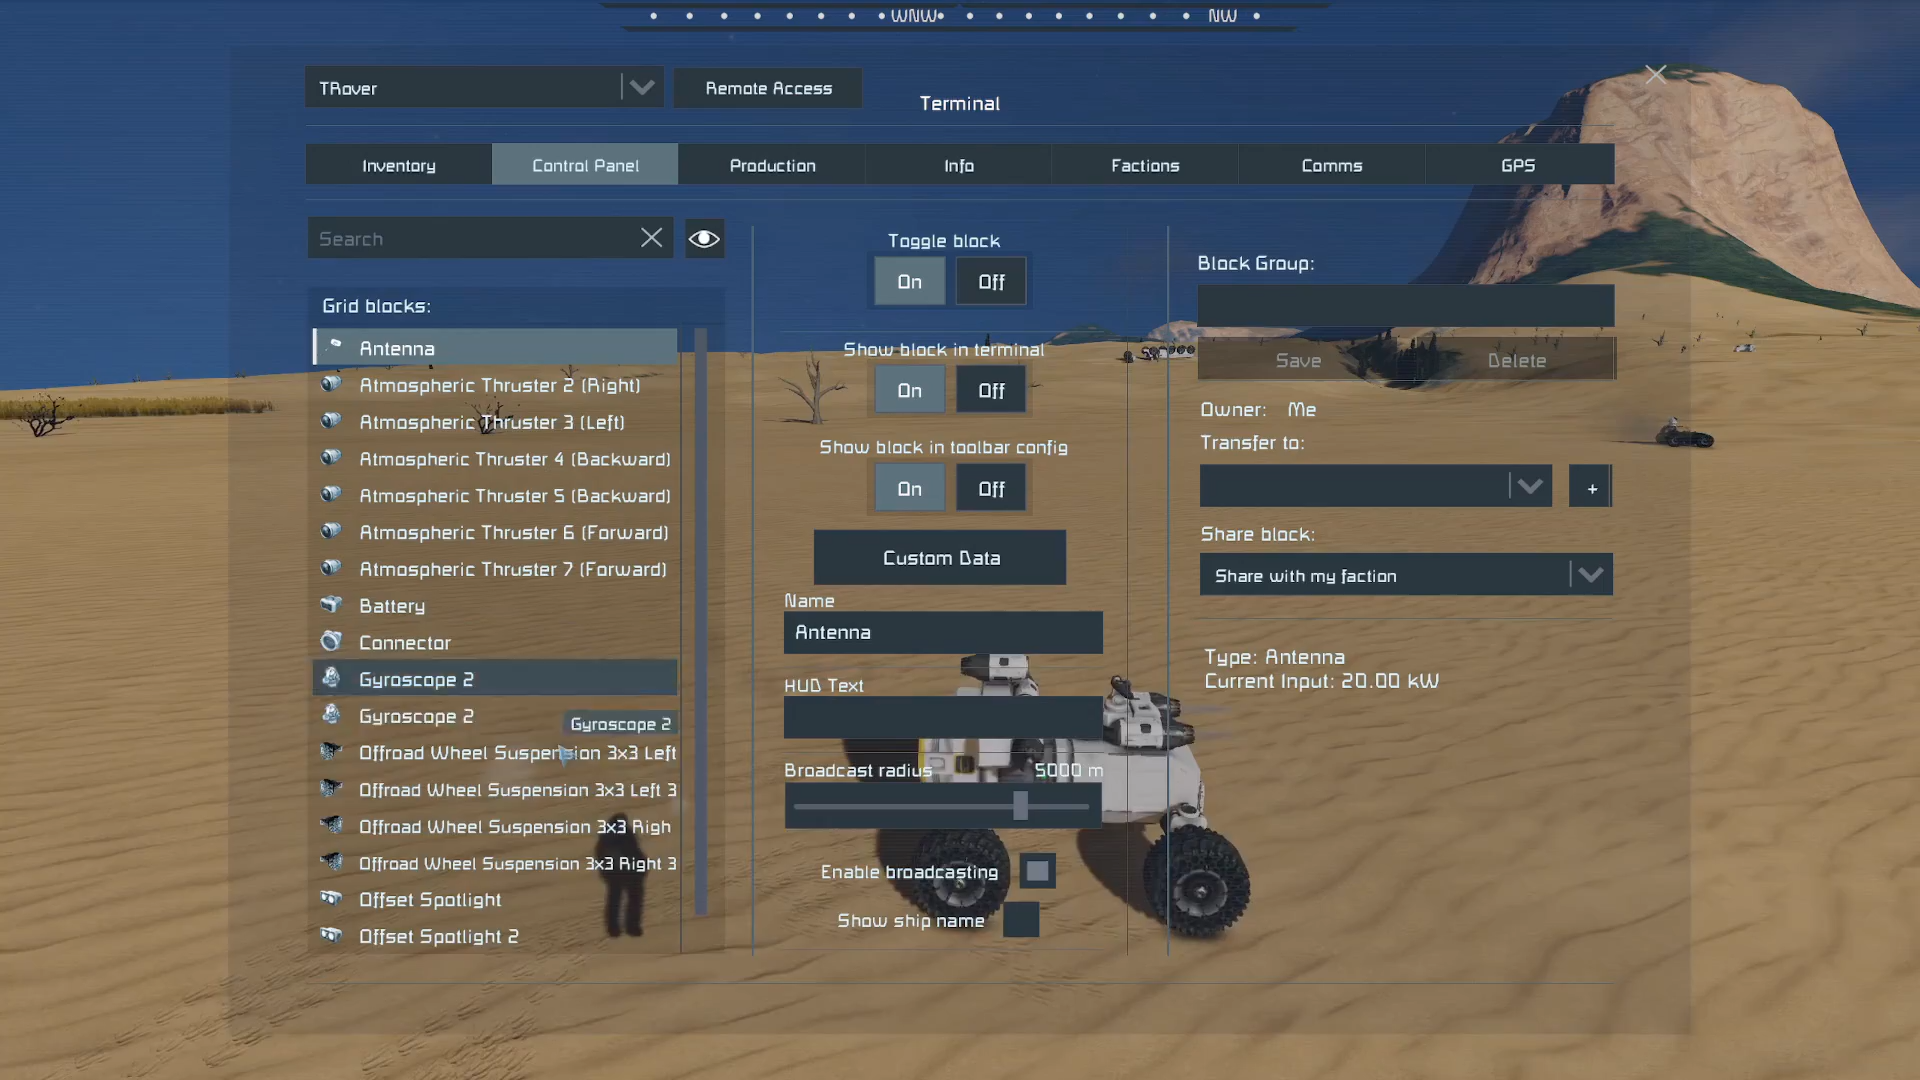 WNW NW
TRover
Remote Access
Terminal
Inventory
Control Panel
Production
Info
Factions
Comms
GPS
Search
Grid blocks:
Antenna
Atmospheric Thruster 2 (Right)
Atmospheric Thruster 3 (Left)
Atmospheric Thruster 4 (Backward)
Atmospheric Thruster 5 (Backward)
Atmospheric Thruster 6 (Forward)
Atmospheric Thruster 7 (Forward)
Battery
Connector
Gyroscope 2
Gyroscope 2
Gyroscope 2
Offroad Wheel Suspension 3x3 Left
Offroad Wheel Suspension 3x3 Left 3
Offroad Wheel Suspension 3x3 Righ
Offroad Wheel Suspension 3x3 Right 3
Offset Spotlight
Offset Spotlight 2
Toggle block
On Off
Show block in terminal
On Off
Show block in toolbar config
On Off
Custom Data
Name
Antenna
HUD Text
Broadcast radius 5000 m
Enable broadcasting
Show ship name
Block Group:
Save Delete
Owner: Me
Transfer to:
+
Share block:
Share with my faction
Type: Antenna
Current Input: 20.00 kW